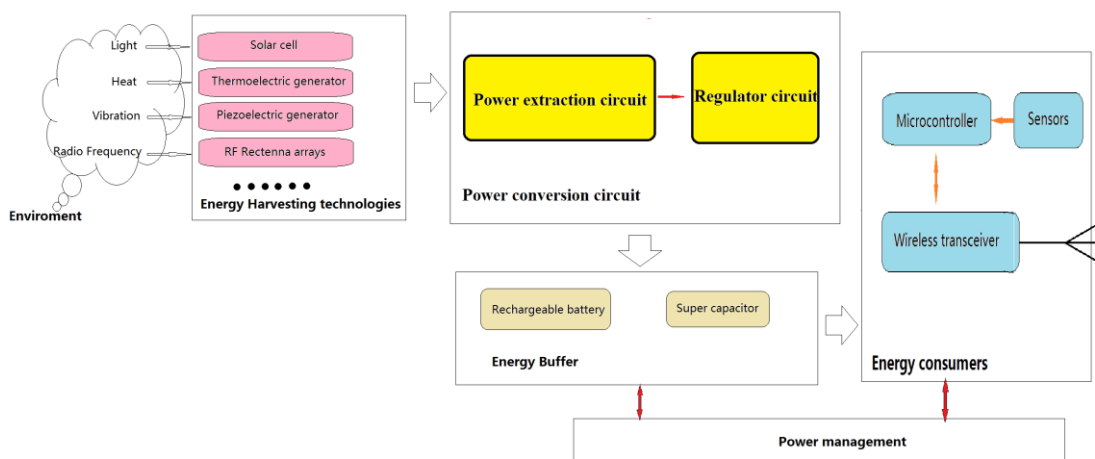 Light
Solar cell
Heat
Thermoelectric generator
Vibration
Piezoelectric generator
Radio Frequency
RF Rectenna arrays
Energy Harvesting technologies
Enviroment
Power extraction circuit
Regulator circuit
Power conversion circuit
Rechargeable battery
Super capacitor
Energy Buffer
Microcontroller
Sensors
Wireless transceiver
Energy consumers
Power management